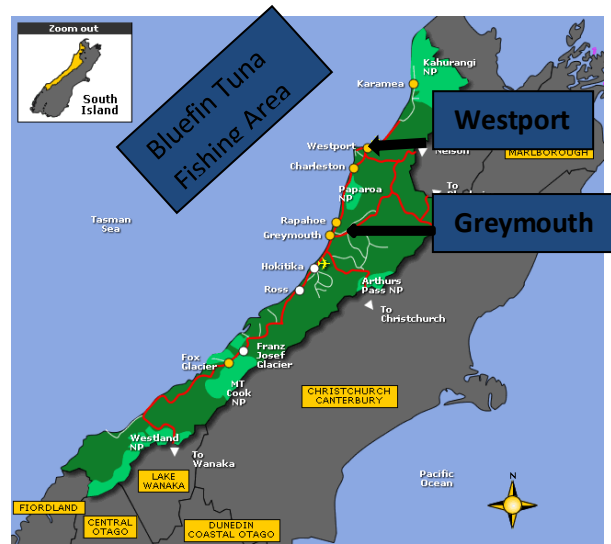 Zoom out
South
Island
Bluefin Tuna
Fishing Area
Kahurangi
NP
Karamea
Westport
Westport
Nelson
MARLBOROUGH
Charleston
Paparoa
NP
To
Tasman
Sea
Rapahoe
Greymouth
Greymouth
Hokitika
Ross
Arthurs
Pass NP
To
Christchurch
Fox
Glacier
Franz
Josef
Glacier
MT
Cook
NP
CHRISTCHURCH
CANTERBURY
Westland
NP
To
Wanaka
LAKE
WANAKA
Pacific
Ocean
N
FIORDLAND
CENTRAL
OTAGO
DUNEDIN
COASTAL OTAGO